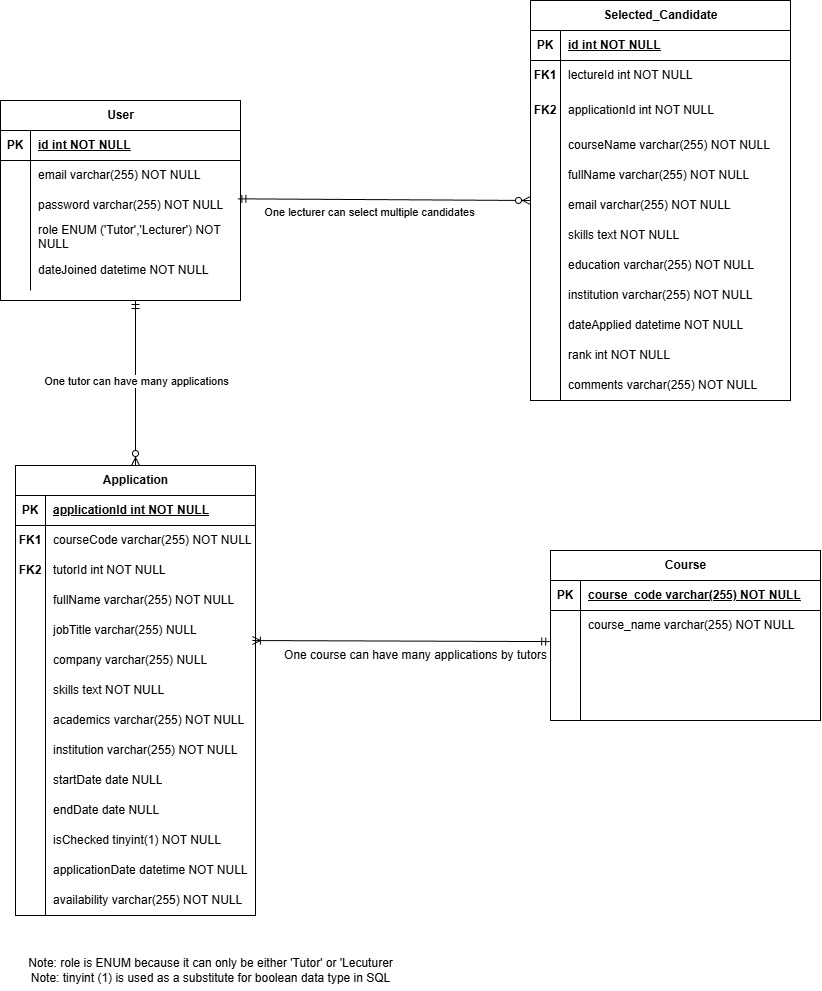 Selected_Candidate
PK id int NOT NULL
FK1 lectureId int NOT NULL
FK2 applicationId int NOT NULL
courseName varchar(255) NOT NULL
fullName varchar(255) NOT NULL
email varchar(255) NOT NULL
skills text NOT NULL
education varchar(255) NOT NULL
institution varchar(255) NOT NULL
dateApplied datetime NOT NULL
rank int NOT NULL
comments varchar(255) NOT NULL
User
PK id int NOT NULL
email varchar(255) NOT NULL
password varchar(255) NOT NULL
role ENUM ('Tutor','Lecturer') NOT
NULL
dateJoined datetime NOT NULL
One lecturer can select multiple candidates
One tutor can have many applications
Application
PK applicationId int NOT NULL
FK1 courseCode varchar(255) NOT NULL
FK2 tutorId int NOT NULL
fullName varchar(255) NOT NULL
jobTitle varchar(255) NULL
company varchar(255) NULL
skills text NOT NULL
academics varchar(255) NOT NULL
institution varchar(255) NOT NULL
startDate date NULL
endDate date NULL
isChecked tinyint(1) NOT NULL
applicationDate datetime NOT NULL
availability varchar(255) NOT NULL
One course can have many applications by tutors
Course
PK course_code varchar(255) NOT NULL
course_name varchar(255) NOT NULL
Note: role is ENUM because it can only be either 'Tutor' or 'Lecuturer
Note: tinyint (1) is used as a substitute for boolean data type in SQL